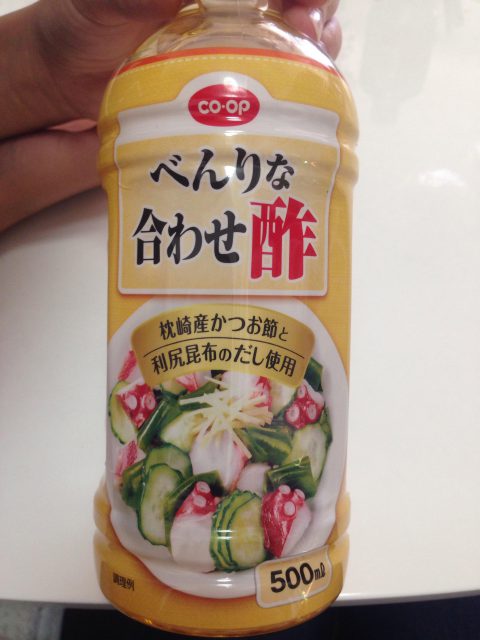 CO·OP
べんりな
合わせ酢
枕崎産かつお節と
利尻昆布のだし使用
500ml
調理例